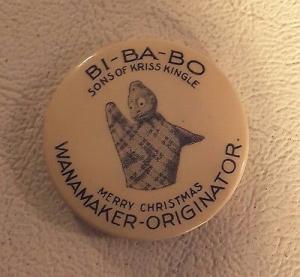 BI-BA-BO
SONS OF KRISS KINGLE
MERRY CHRISTMAS
WANAMAKER-ORIGINATOR.